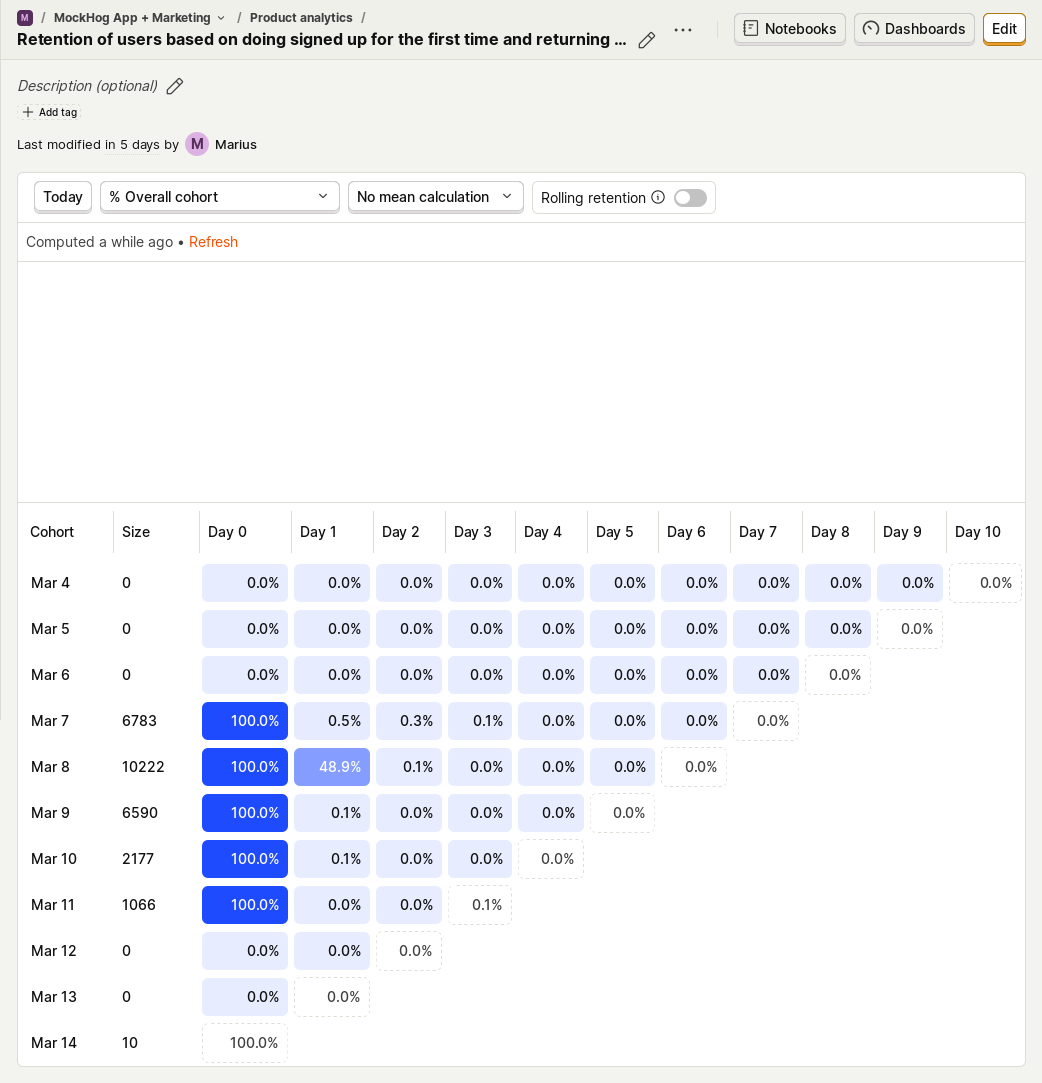 M / MockHog App + Marketing / Product analytics /
Retention of users based on doing signed up for the first time and returning ...
Notebooks Dashboards Edit
Description (optional)
Add tag
Last modified in 5 days by M Marius
Today % Overall cohort No mean calculation Rolling retention
Computed a while ago • Refresh
Cohort Size Day 0 Day 1 Day 2 Day 3 Day 4 Day 5 Day 6 Day 7 Day 8 Day 9 Day 10
Mar 4 0 0.0% 0.0% 0.0% 0.0% 0.0% 0.0% 0.0% 0.0% 0.0% 0.0% 0.0%
Mar 5 0 0.0% 0.0% 0.0% 0.0% 0.0% 0.0% 0.0% 0.0% 0.0% 0.0%
Mar 6 0 0.0% 0.0% 0.0% 0.0% 0.0% 0.0% 0.0% 0.0% 0.0%
Mar 7 6783 100.0% 0.5% 0.3% 0.1% 0.0% 0.0% 0.0% 0.0%
Mar 8 10222 100.0% 48.9% 0.1% 0.0% 0.0% 0.0% 0.0%
Mar 9 6590 100.0% 0.1% 0.0% 0.0% 0.0% 0.0%
Mar 10 2177 100.0% 0.1% 0.0% 0.0% 0.0%
Mar 11 1066 100.0% 0.0% 0.0% 0.1%
Mar 12 0 0.0% 0.0% 0.0%
Mar 13 0 0.0% 0.0%
Mar 14 10 100.0%